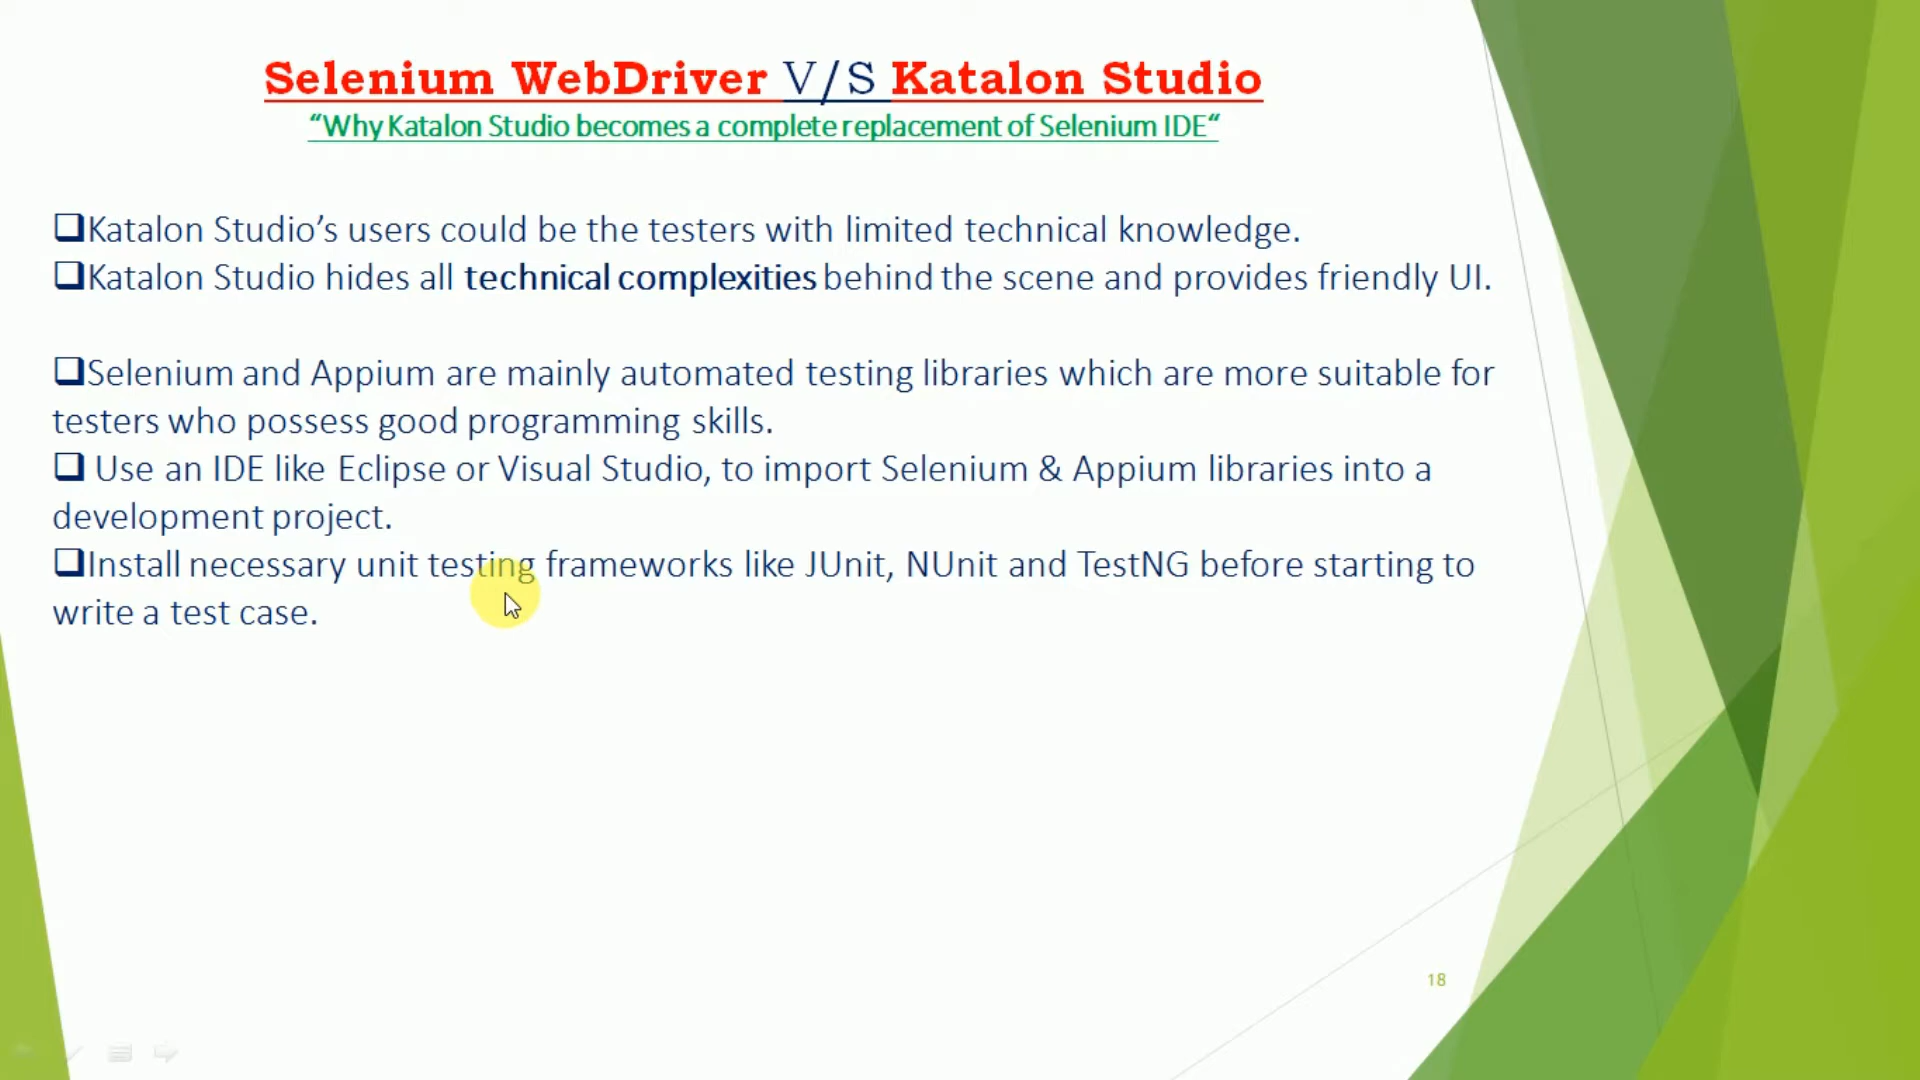 Selenium WebDriver V/S Katalon Studio
“Why Katalon Studio becomes a complete replacement of Selenium IDE“
❑Katalon Studio’s users could be the testers with limited technical knowledge.
❑Katalon Studio hides all technical complexities behind the scene and provides friendly UI.
❑Selenium and Appium are mainly automated testing libraries which are more suitable for
testers who possess good programming skills.
❑ Use an IDE like Eclipse or Visual Studio, to import Selenium & Appium libraries into a
development project.
❑Install necessary unit testing frameworks like JUnit, NUnit and TestNG before starting to
write a test case.
18